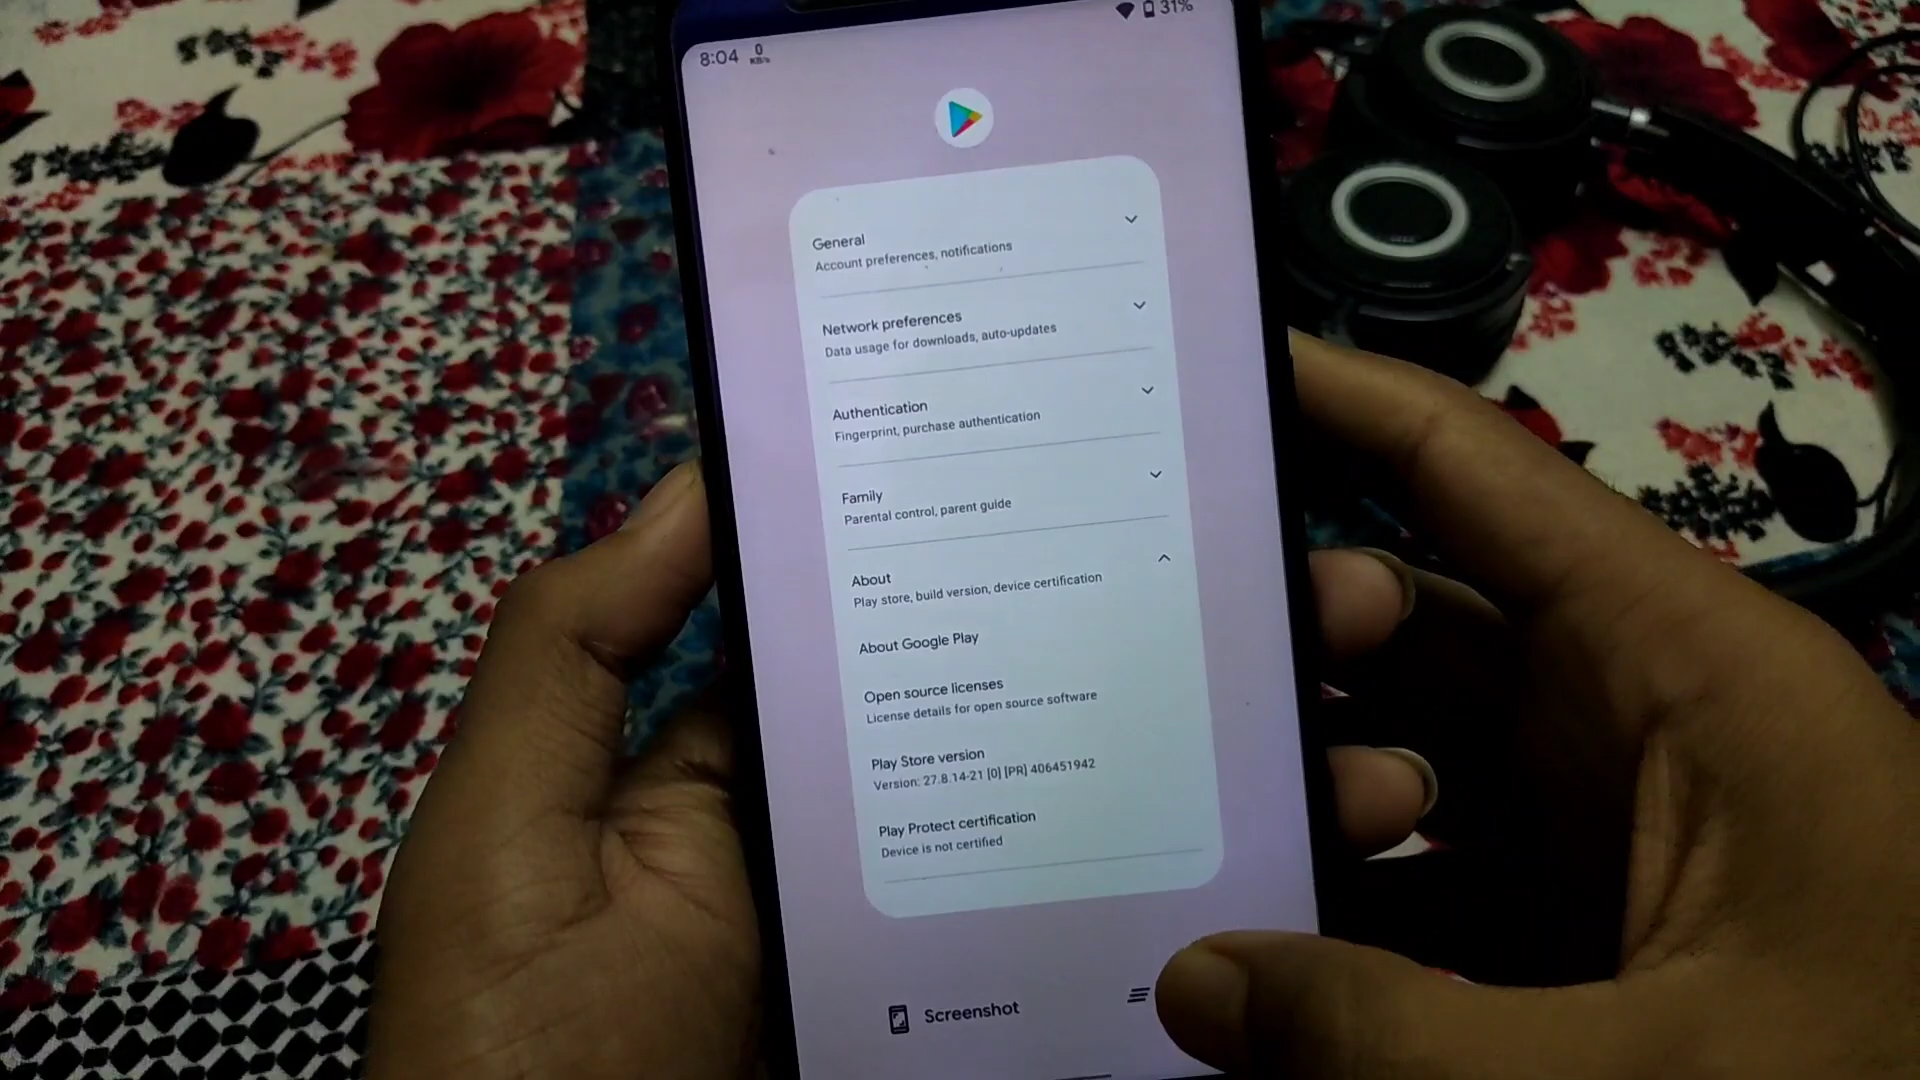 8:04 0 KB/s 31%
General
Account preferences, notifications
Network preferences
Data usage for downloads, auto-updates
Authentication
Fingerprint, purchase authentication
Family
Parental control, parent guide
About
Play store, build version, device certification
About Google Play
Open source licenses
License details for open source software
Play Store version
Version: 27.8.14-21 [0] [PR] 406451942
Play Protect certification
Device is not certified
Screenshot